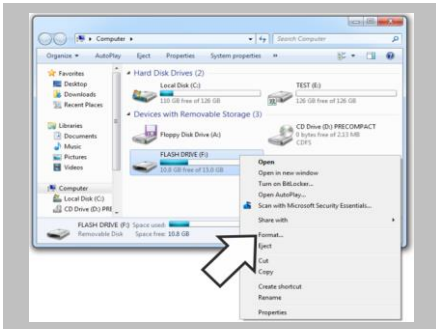 Computer
Search Computer
Organize AutoPlay Eject Properties System properties »
Favorites
Desktop
Downloads
Recent Places
Libraries
Documents
Music
Pictures
Videos
Computer
Local Disk (C:)
CD Drive (D:) PRE
Hard Disk Drives (2)
Local Disk (C:)
110 GB free of 126 GB
TEST (E:)
126 GB free of 126 GB
Devices with Removable Storage (3)
Floppy Disk Drive (A:)
CD Drive (D:) PRECOMPACT
0 bytes free of 2.13 MB
CDFS
FLASH DRIVE (F:)
10.8 GB free of 15.0 GB
Open
Open in new window
Turn on BitLocker...
Open AutoPlay...
Scan with Microsoft Security Essentials...
Share with
Format...
Eject
Cut
Copy
Create shortcut
Rename
Properties
FLASH DRIVE (F:) Space used:
Removable Disk Space free: 10.8 GB